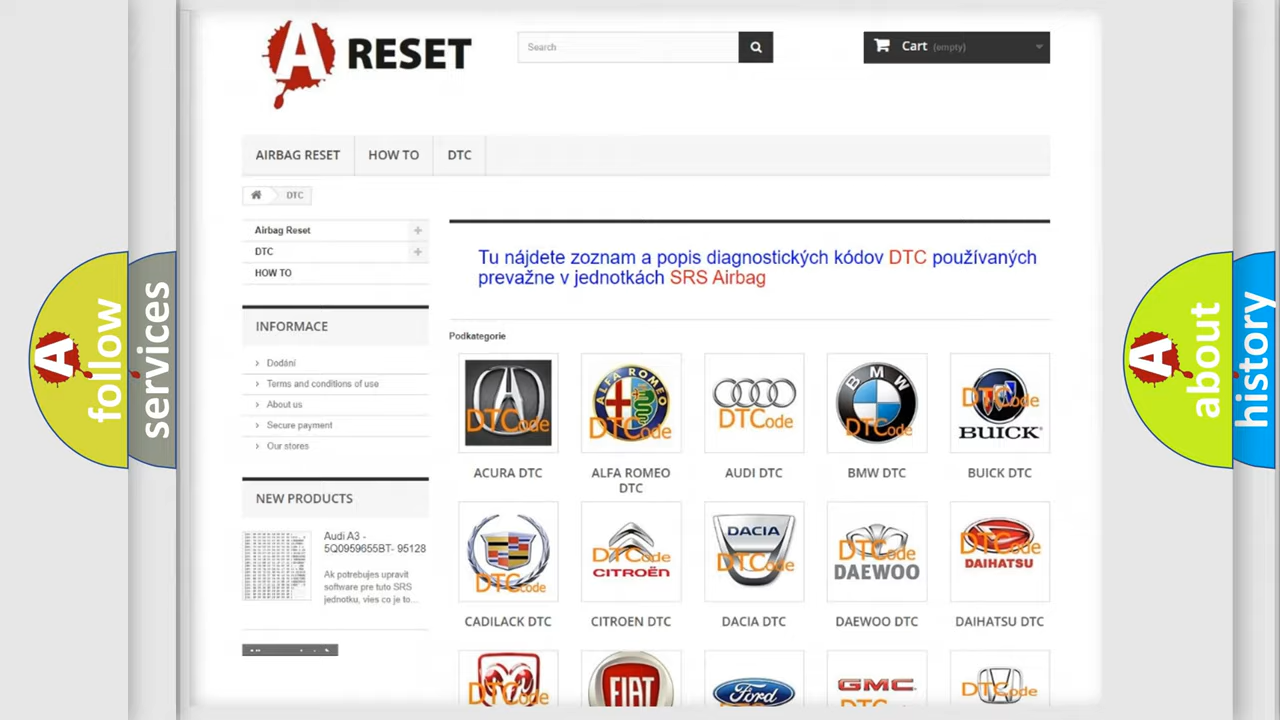 A RESET
Search
Cart (empty)
AIRBAG RESET
HOW TO
DTC
DTC
Airbag Reset
DTC
HOW TO
INFORMACE
Dodání
Terms and conditions of use
About us
Secure payment
Our stores
NEW PRODUCTS
Audi A3 -
5Q0959655BT- 95128
Ak potrebujes upravit
software pre tuto SRS
jednotku, vies co je to...
Tu nájdete zoznam a popis diagnostických kódov DTC používaných
prevažne v jednotkách SRS Airbag
Podkategorie
DTCode
ALFA ROMEO
DTCode
DTCode
BMW
DTCode
DTCode
BUICK
ACURA DTC
ALFA ROMEO
DTC
AUDI DTC
BMW DTC
BUICK DTC
DTCode
DTCode
CITROËN
DACIA
DTCode
DTCode
DAEWOO
DTCode
DAIHATSU
CADILACK DTC
CITROEN DTC
DACIA DTC
DAEWOO DTC
DAIHATSU DTC
DTCode
FIAT
Ford
GMC
DTCode
A follow
services
A about
history